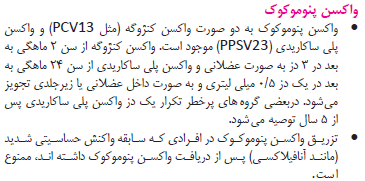 واکسن پنوموکوک
• واکسن پنوموکوک به دو صورت واکسن کنژوگه (مثل PCV13) و واکسن
پلی ساکاریدی (PPSV23) موجود است. واکسن کنژوگه از سن ۲ ماهگی به
بعد در ۳ دز به صورت عضلانی و واکسن پلی ساکاریدی از سن ۲۴ ماهگی به
بعد در یک دز ۰/۵ میلی لیتری و به صورت داخل عضلانی یا زیرجلدی تجویز
می‌شود. دربعضی گروه‌های پرخطر تکرار یک دز واکسن پلی ساکاریدی پس
از ۵ سال توصیه می‌شود.
• تزریق واکسن پنوموکوک در افرادی که سابقه واکنش حساسیتی شدید
(مانند آنافیلاکسی) پس از دریافت واکسن پنوموکوک داشته اند، ممنوع
است.